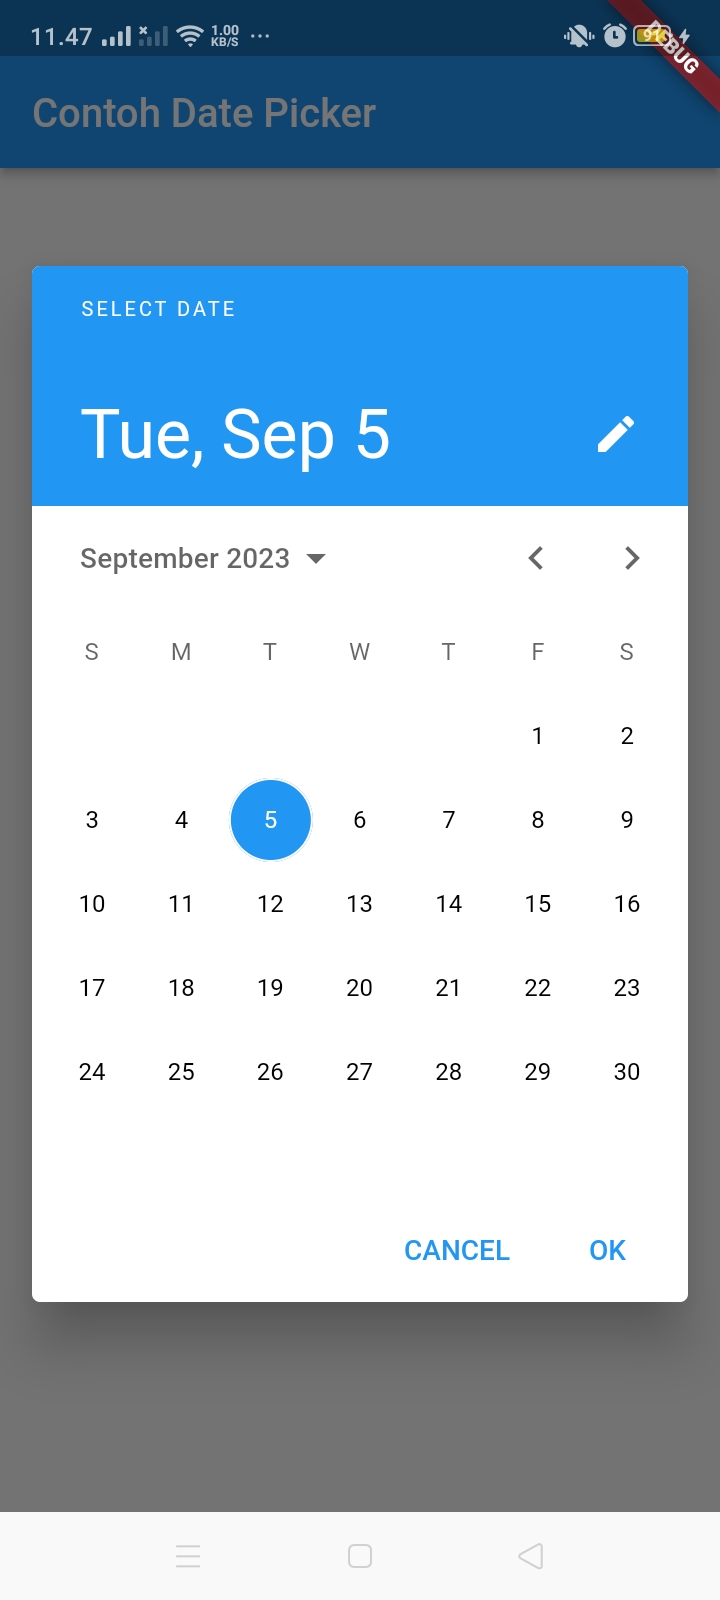 11.47 1.00 KB/S ... 91
DEBUG
Contoh Date Picker
SELECT DATE
Tue, Sep 5
September 2023
S M T W T F S
1 2
3 4 5 6 7 8 9
10 11 12 13 14 15 16
17 18 19 20 21 22 23
24 25 26 27 28 29 30
CANCEL OK